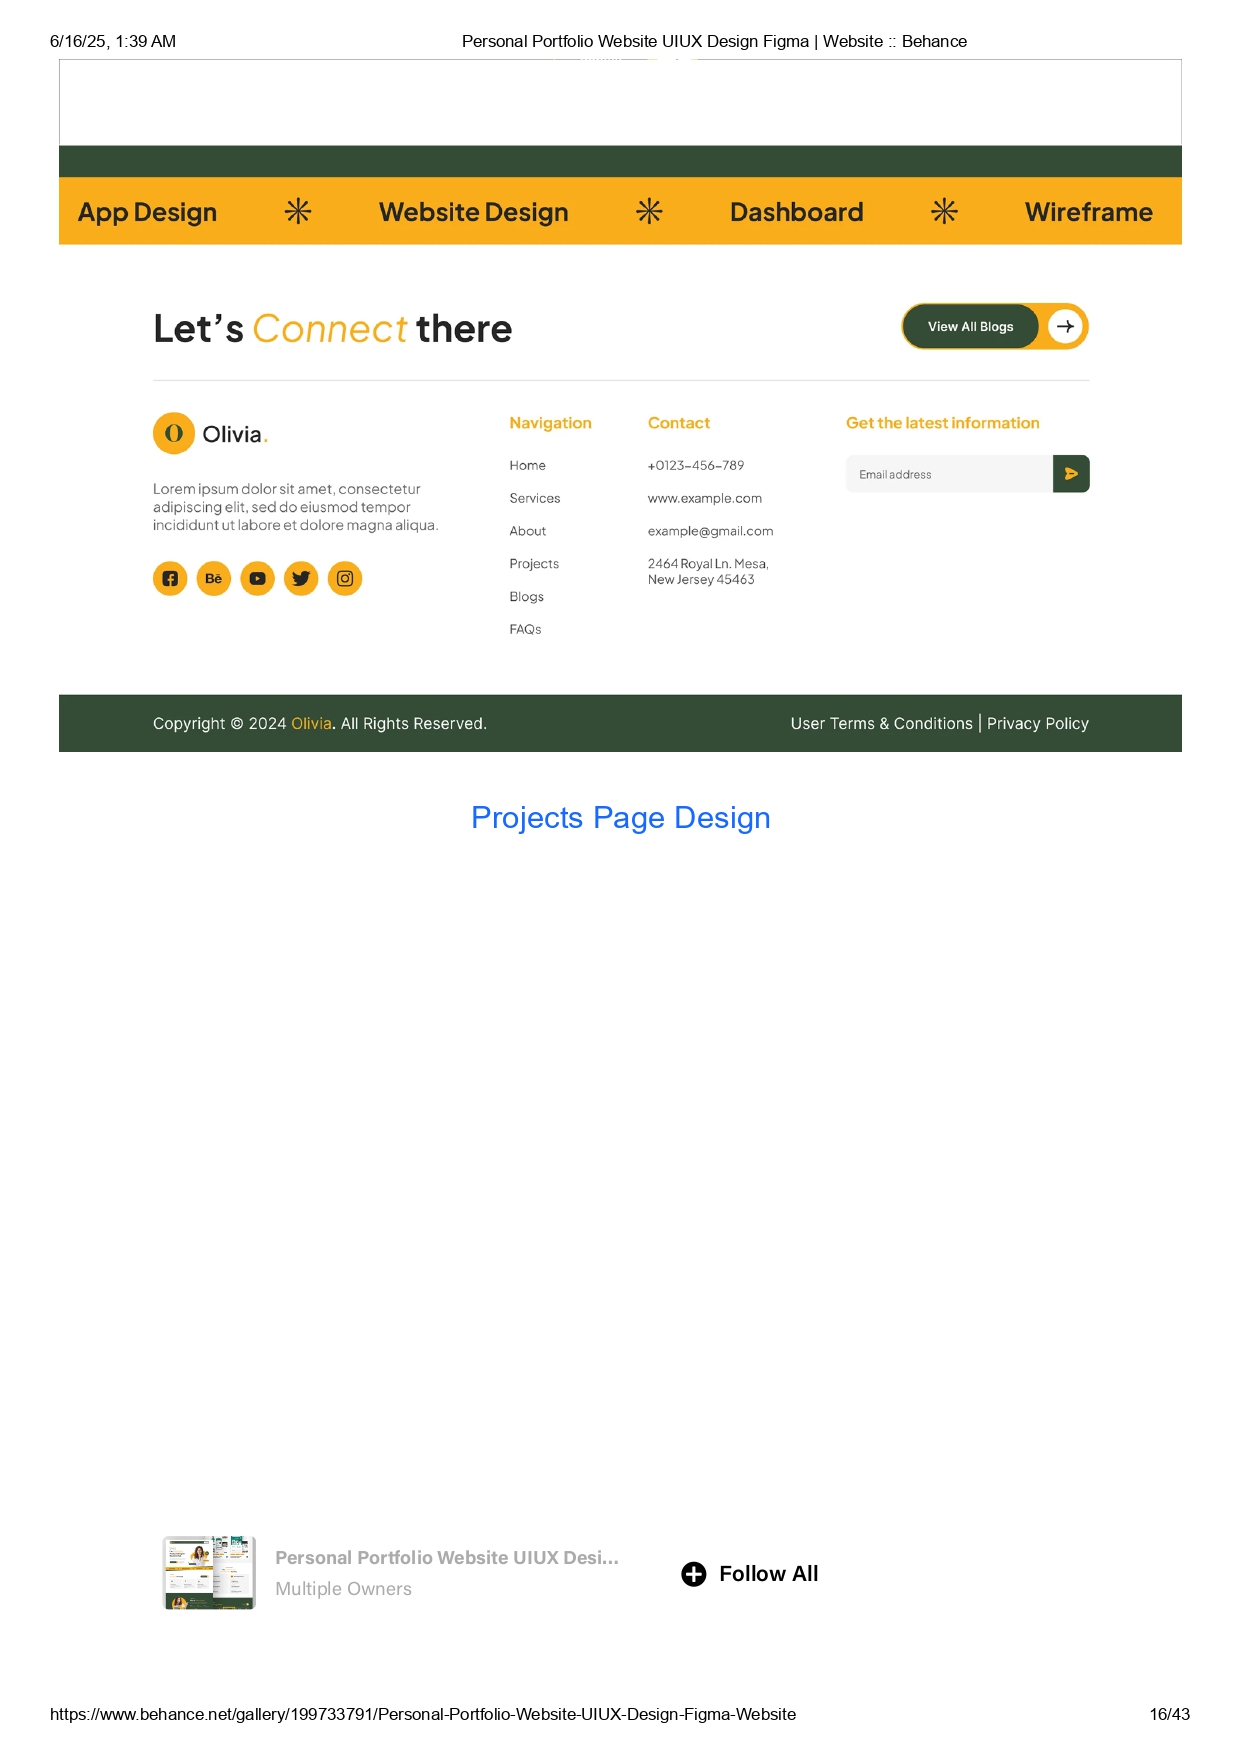 6/16/25, 1:39 AM
Personal Portfolio Website UIUX Design Figma | Website :: Behance
App Design Website Design Dashboard Wireframe
Let's Connect there
View All Blogs
O Olivia.
Lorem ipsum dolor sit amet, consectetur
adipiscing elit, sed do eiusmod tempor
incididunt ut labore et dolore magna aliqua.
Bē
Navigation
Home
Services
About
Projects
Blogs
FAQs
Contact
+0123-456-789
www.example.com
example@gmail.com
2464 Royal Ln. Mesa,
New Jersey 45463
Get the latest information
Email address
Copyright © 2024 Olivia. All Rights Reserved.
User Terms & Conditions | Privacy Policy
Projects Page Design
Personal Portfolio Website UIUX Desi...
Multiple Owners
Follow All
https://www.behance.net/gallery/199733791/Personal-Portfolio-Website-UIUX-Design-Figma-Website
16/43